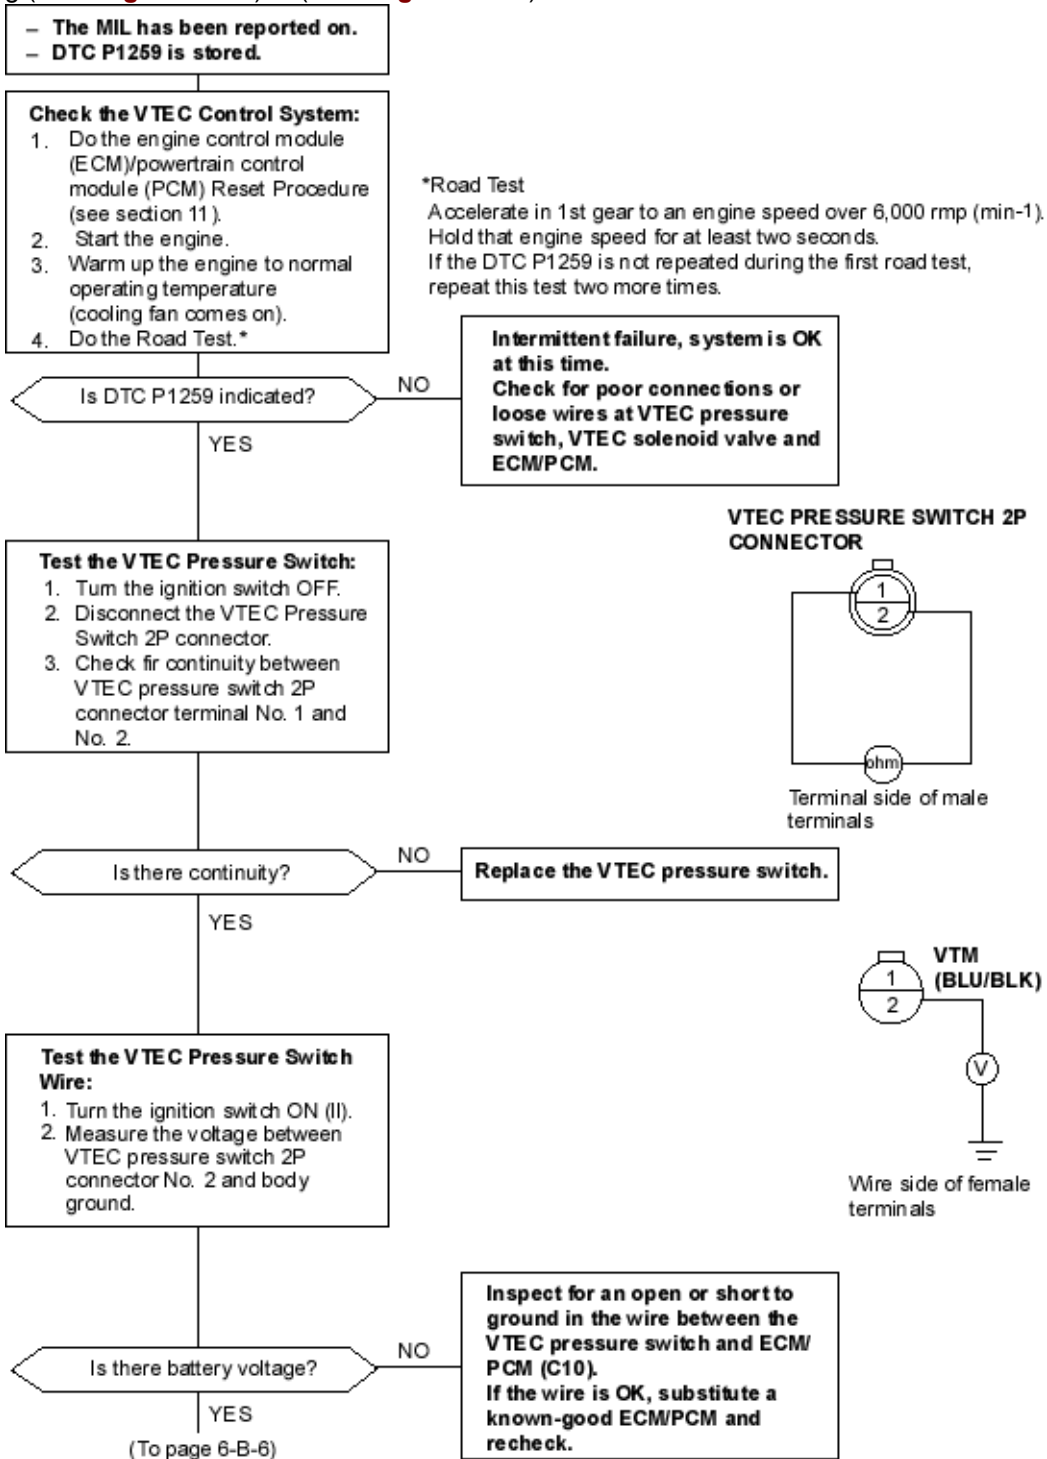 – The MIL has been reported on.
– DTC P1259 is stored.
Check the VTEC Control System:
1. Do the engine control module
(ECM)/powertrain control
module (PCM) Reset Procedure
(see section 11).
2. Start the engine.
3. Warm up the engine to normal
operating temperature
(cooling fan comes on).
4. Do the Road Test.*
*Road Test
Accelerate in 1st gear to an engine speed over 6,000 rmp (min-1).
Hold that engine speed for at least two seconds.
If the DTC P1259 is not repeated during the first road test,
repeat this test two more times.
Is DTC P1259 indicated?
NO
Intermittent failure, system is OK
at this time.
Check for poor connections or
loose wires at VTEC pressure
switch, VTEC solenoid valve and
ECM/PCM.
YES
Test the VTEC Pressure Switch:
1. Turn the ignition switch OFF.
2. Disconnect the VTEC Pressure
Switch 2P connector.
3. Check fir continuity between
VTEC pressure switch 2P
connector terminal No. 1 and
No. 2.
VTEC PRESSURE SWITCH 2P
CONNECTOR
1
2
ohm
Terminal side of male
terminals
Is there continuity?
NO
Replace the VTEC pressure switch.
YES
VTM
(BLU/BLK)
1
2
V
Wire side of female
terminals
Test the VTEC Pressure Switch
Wire:
1. Turn the ignition switch ON (II).
2. Measure the voltage between
VTEC pressure switch 2P
connector No. 2 and body
ground.
Is there battery voltage?
NO
Inspect for an open or short to
ground in the wire between the
VTEC pressure switch and ECM/
PCM (C10).
If the wire is OK, substitute a
known-good ECM/PCM and
recheck.
YES
(To page 6-B-6)